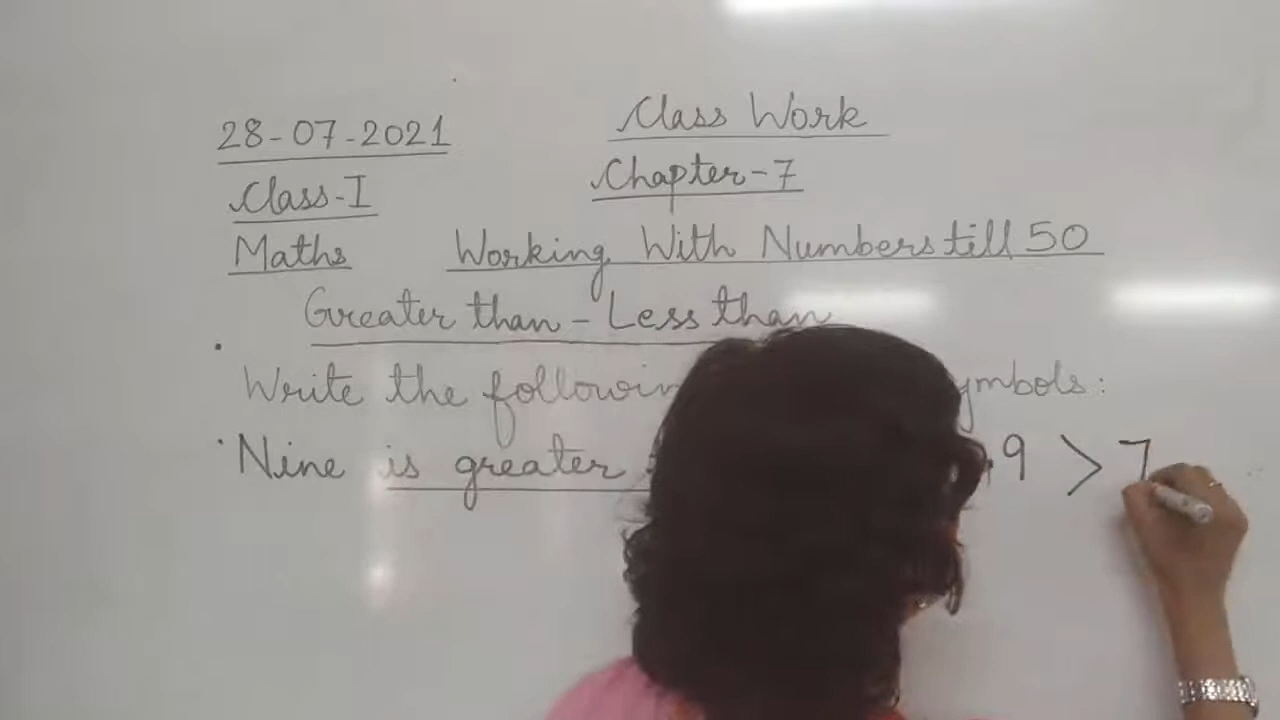 28-07-2021 Class Work
Class-I Chapter-7
Maths Working With Numbers till 50
Greater than - Less than
Write the following ymbols:
Nine is greater 9 > 7